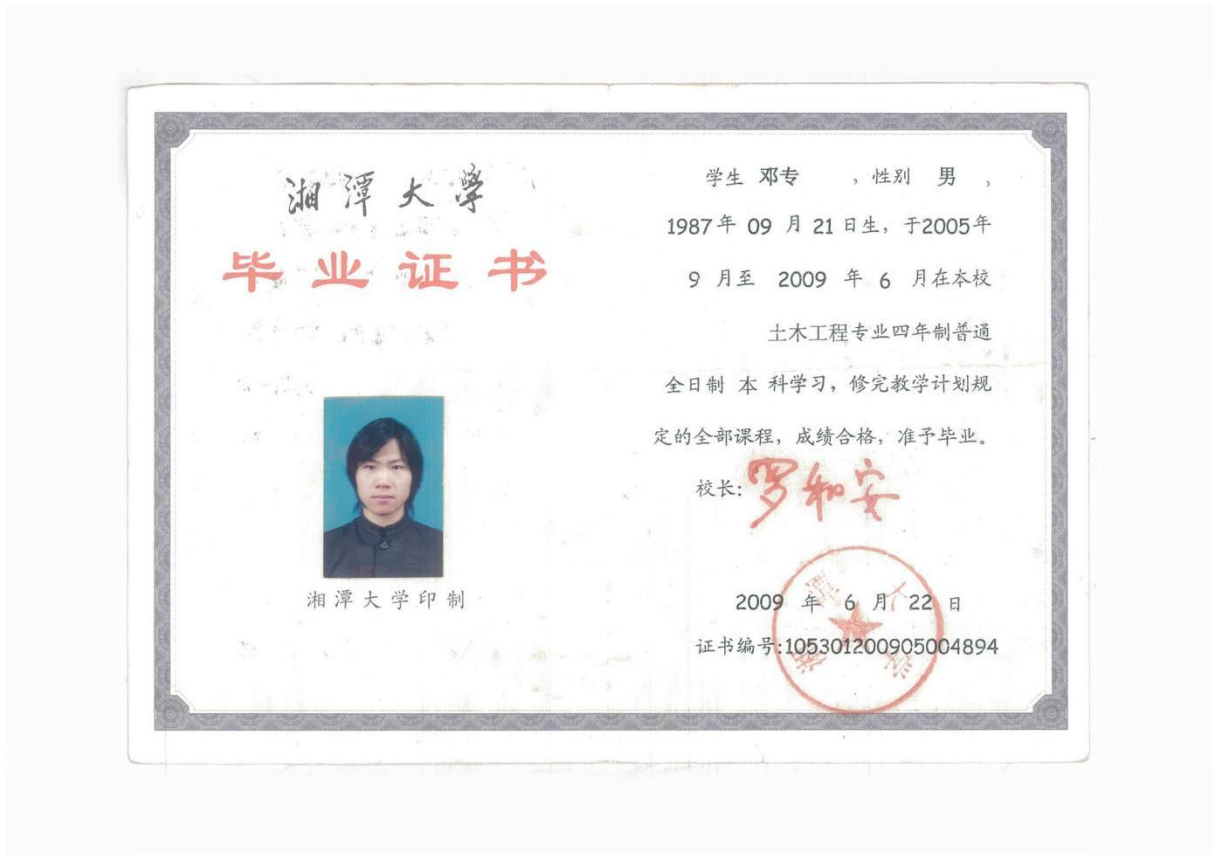 湘潭大學
毕业证书
湘潭大学印制
学生 邓专 ，性别 男 ，
1987年 09 月 21 日生，于2005年
9 月至 2009 年 6 月在本校
土木工程专业四年制普通
全日制 本 科学习，修完教学计划规
定的全部课程，成绩合格，准予毕业。
校长：罗和安
湘潭大学
2009 年 6 月 22 日
证书编号:105301200905004894